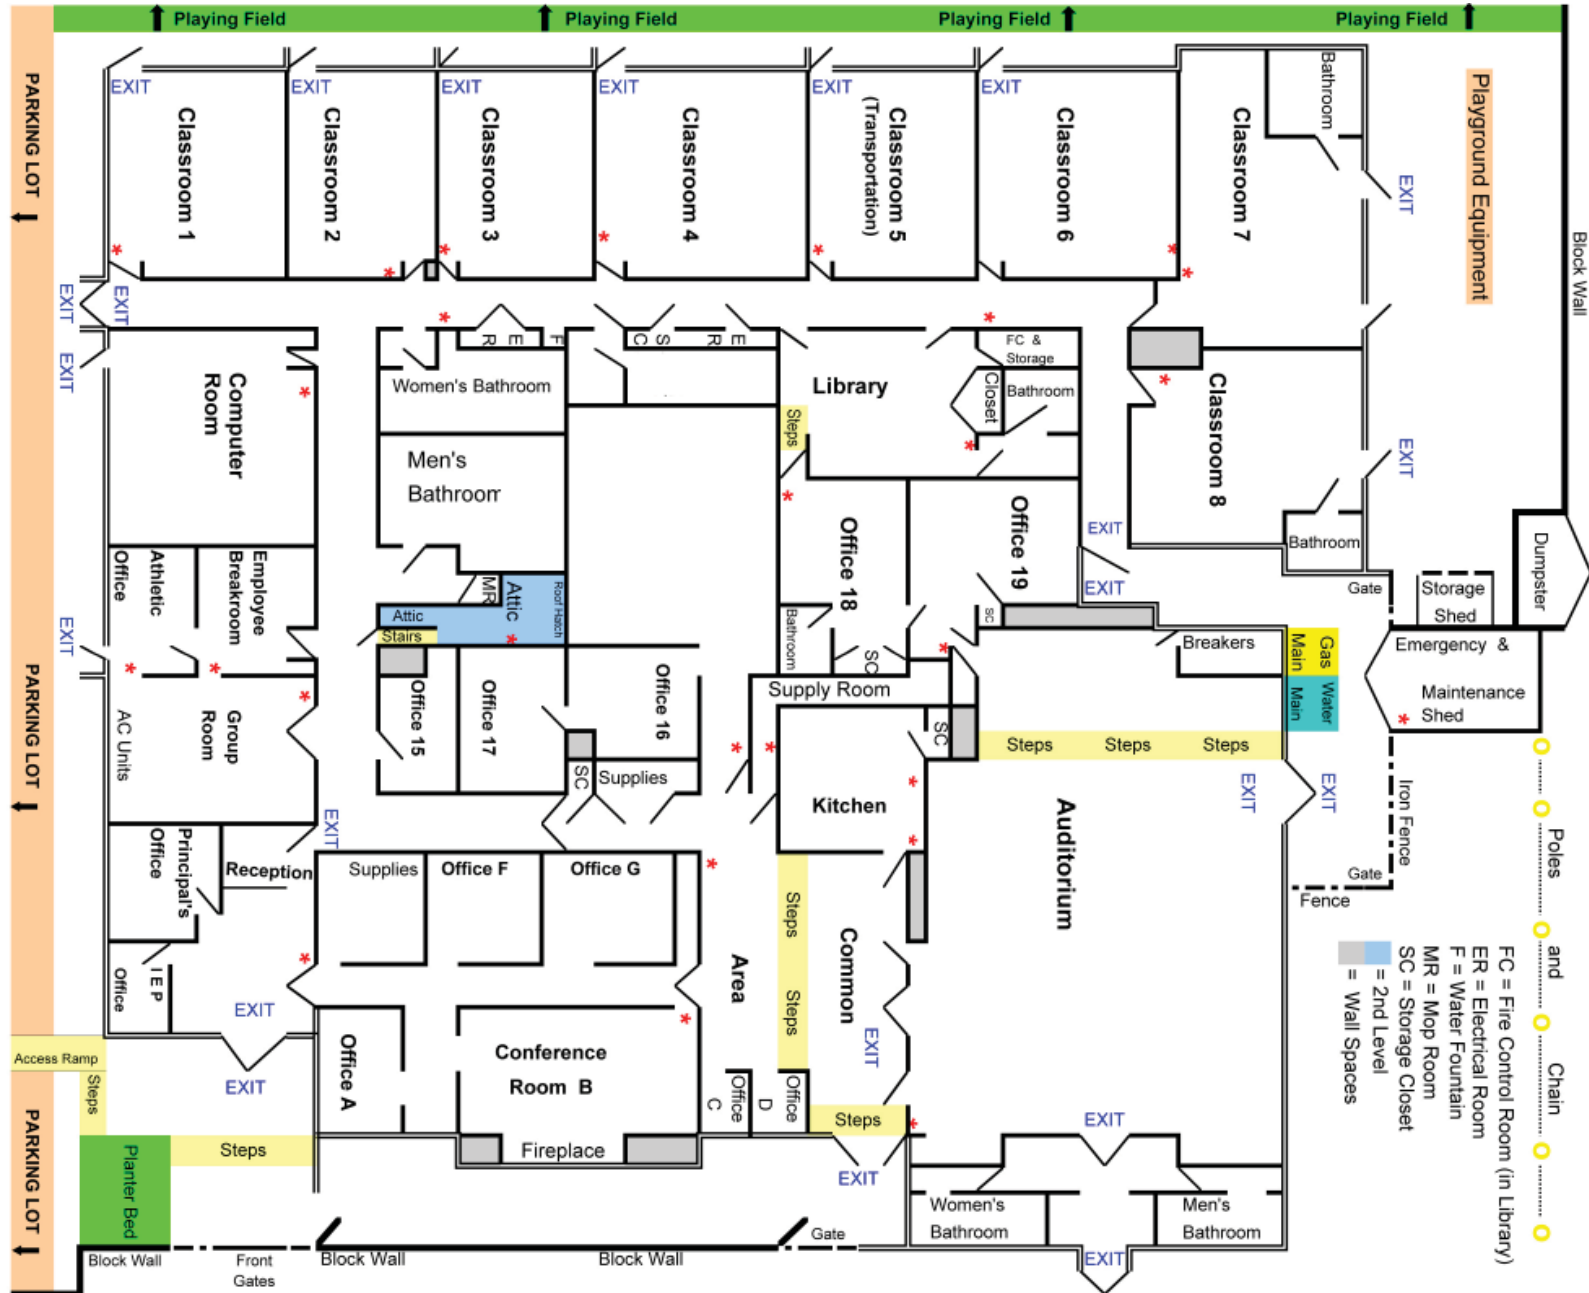 Playing Field
Playing Field
Playing Field
Playing Field
PARKING LOT
EXIT
EXIT
EXIT
EXIT
EXIT
EXIT
Classroom 1
Classroom 2
Classroom 3
Classroom 4
Classroom 5
(Transportation)
Classroom 6
Classroom 7
Bathroom
EXIT
Playground Equipment
Block Wall
*
*
*
*
*
*
*
EXIT
EXIT
*
*
EXIT
Computer
Room
*
E
R
F
C
S
R
E
Women's Bathroom
Men's
Bathroom
Library
Steps
FC &
Storage
Closet
Bathroom
*
*
Classroom 8
EXIT
Bathroom
EXIT
EXIT
Office 18
*
Office 19
SC
Bathroom
SC
*
Athletic
Office
Employee
Breakroom
EXIT
*
*
MR
Attic
Roof Hatch
Attic
Stairs
*
Gate
Storage
Shed
Dumpster
Breakers
Gas
Main
Water
Main
Emergency &
Maintenance
Shed
*
PARKING LOT
AC Units
Group
Room
*
Office 15
Office 17
Office 16
SC
Supplies
Supply Room
*
*
SC
Steps
Steps
Steps
Kitchen
*
*
EXIT
EXIT
Auditorium
Iron Fence
Gate
Fence
Poles
and
Chain
EXIT
Principal's
Office
Reception
Supplies
Office F
Office G
*
Area
Steps
Steps
Common
EXIT
*
I E P
Office
EXIT
EXIT
Office A
Conference
Room B
*
Office
C
Office
D
Steps
*
EXIT
EXIT
Fireplace
Access Ramp
Steps
Steps
Planter Bed
PARKING LOT
Women's
Bathroom
Men's
Bathroom
EXIT
Gate
Block Wall
Front
Gates
Block Wall
Block Wall
FC = Fire Control Room (in Library)
ER = Electrical Room
F = Water Fountain
MR = Mop Room
SC = Storage Closet
= 2nd Level
= Wall Spaces